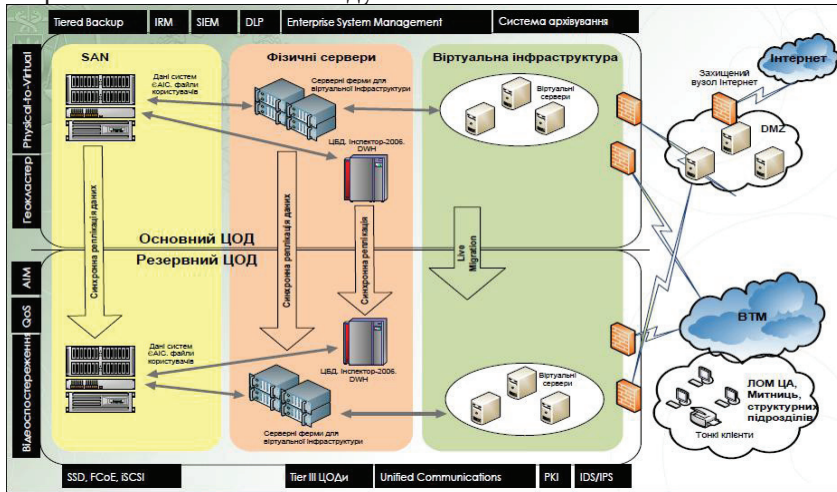 Tiered Backup
IRM
SIEM
DLP
Enterprise System Management
Система архівування
Physical-to-Virtual
Геокластер
AIM
QoS
Відеоспостереження
SAN
Дані систем
ЄАІС, файли
користувачів
Фізичні сервери
Серверні ферми для
віртуальної інфраструктури
ЦБД, Інспектор-2006,
DWH
Віртуальна інфраструктура
Віртуальні
сервери
Інтернет
Захищений
вузол Інтернет
DMZ
Синхронна реплікація даних
Синхронна реплікація даних
Синхронна реплікація
Live
Migration
Основний ЦОД
Резервний ЦОД
Дані систем
ЄАІС, файли
користувачів
ЦБД, Інспектор-2006,
DWH
Серверні ферми для
віртуальної інфраструктури
Віртуальні
сервери
ВТМ
ЛОМ ЦА,
Митниць,
структурних
підрозділів
Тонкі клієнти
SSD, FCoE, iSCSI
Tier III ЦОДи
Unified Communications
PKI
IDS/IPS